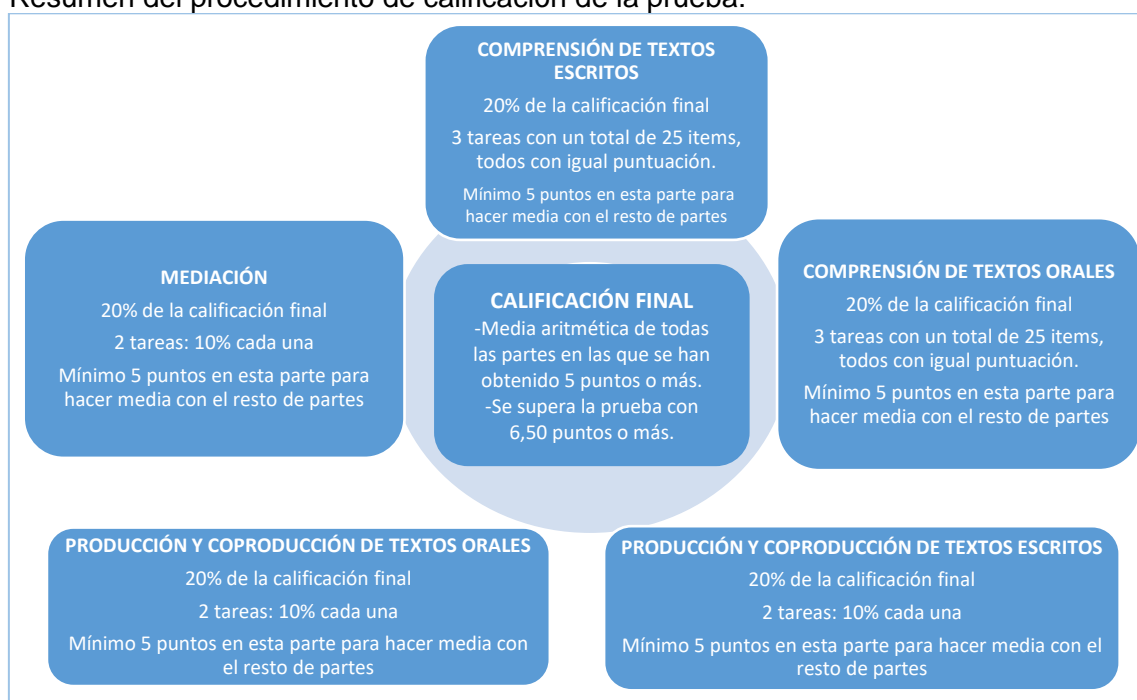 Resumen del procedimiento de calificación de la prueba:
COMPRENSIÓN DE TEXTOS
ESCRITOS
20% de la calificación final
3 tareas con un total de 25 items,
todos con igual puntuación.
Mínimo 5 puntos en esta parte para
hacer media con el resto de partes
MEDIACIÓN
20% de la calificación final
2 tareas: 10% cada una
Mínimo 5 puntos en esta parte para
hacer media con el resto de partes
CALIFICACIÓN FINAL
-Media aritmética de todas
las partes en las que se han
obtenido 5 puntos o más.
-Se supera la prueba con
6,50 puntos o más.
COMPRENSIÓN DE TEXTOS ORALES
20% de la calificación final
3 tareas con un total de 25 items,
todos con igual puntuación.
Mínimo 5 puntos en esta parte para
hacer media con el resto de partes
PRODUCCIÓN Y COPRODUCCIÓN DE TEXTOS ORALES
20% de la calificación final
2 tareas: 10% cada una
Mínimo 5 puntos en esta parte para hacer media con
el resto de partes
PRODUCCIÓN Y COPRODUCCIÓN DE TEXTOS ESCRITOS
20% de la calificación final
2 tareas: 10% cada una
Mínimo 5 puntos en esta parte para hacer media con el
resto de partes